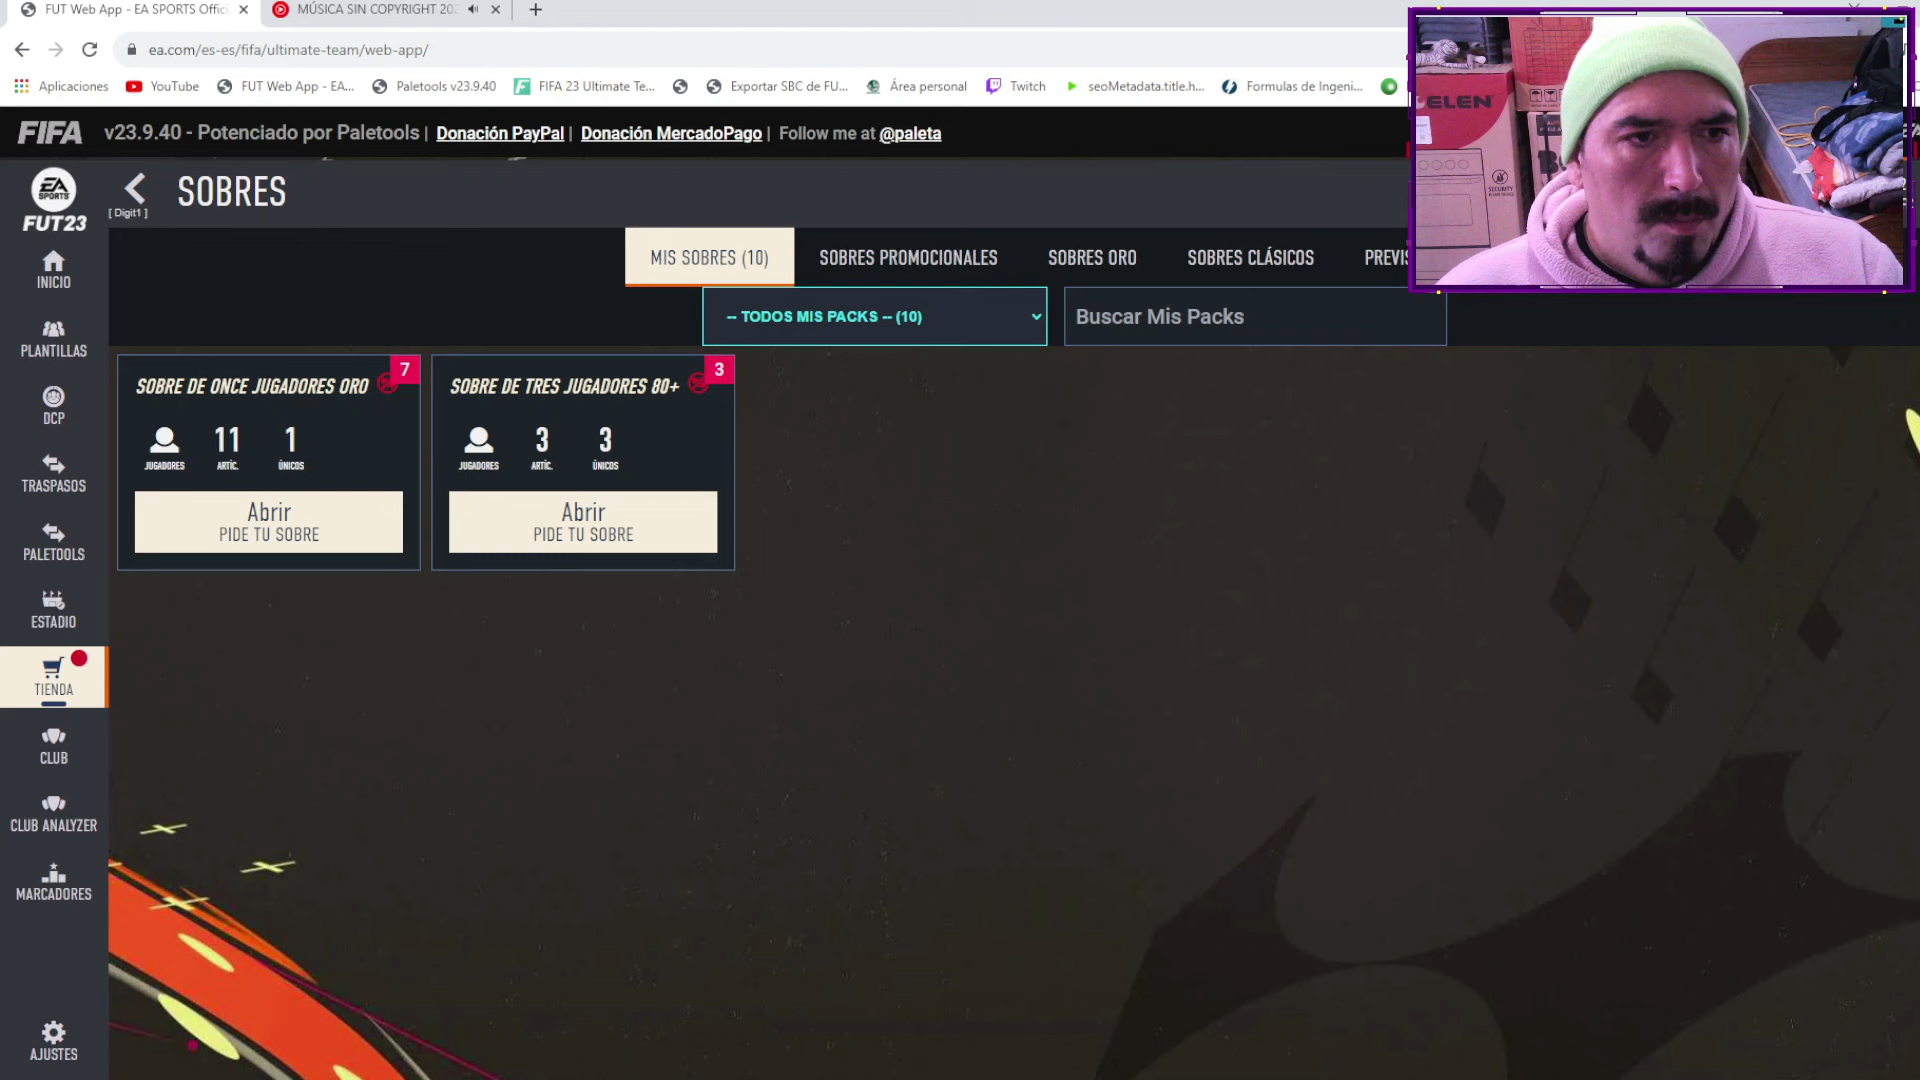 FUT Web App - EA SPORTS Offici
MÚSICA SIN COPYRIGHT 202
ea.com/es-es/fifa/ultimate-team/web-app/
Aplicaciones YouTube FUT Web App - EA... Paletools v23.9.40 FIFA 23 Ultimate Te... Exportar SBC de FU... Área personal Twitch seoMetadata.title.h... Formulas de Ingeni...
FIFA v23.9.40 - Potenciado por Paletools | Donación PayPal | Donación MercadoPago | Follow me at @paleta
EA SPORTS
FUT23
[ Digit1 ]
SOBRES
INICIO
PLANTILLAS
DCP
TRASPASOS
PALETOOLS
ESTADIO
TIENDA
CLUB
CLUB ANALYZER
MARCADORES
AJUSTES
MIS SOBRES (10) SOBRES PROMOCIONALES SOBRES ORO SOBRES CLÁSICOS PREVIS
-- TODOS MIS PACKS -- (10) Buscar Mis Packs
7
SOBRE DE ONCE JUGADORES ORO
11 1
JUGADORES ARTÍC. ÚNICOS
Abrir
PIDE TU SOBRE
3
SOBRE DE TRES JUGADORES 80+
3 3
JUGADORES ARTÍC. ÚNICOS
Abrir
PIDE TU SOBRE
ELEN
SECURITY